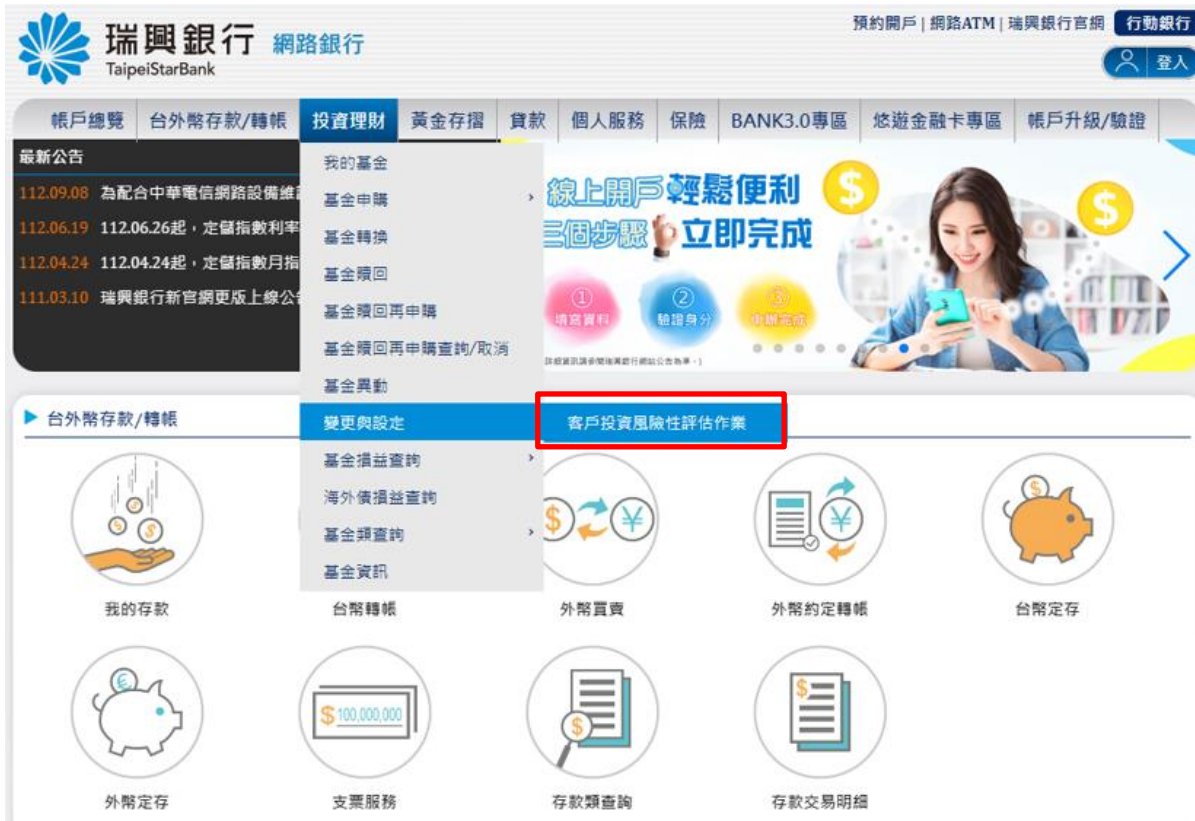 預約開戶 | 網路ATM | 瑞興銀行官網 行動銀行
瑞興銀行 網路銀行
TaipeiStarBank
登入
帳戶總覽 台外幣存款/轉帳 投資理財 黃金存摺 貸款 個人服務 保險 BANK3.0專區 悠遊金融卡專區 帳戶升級/驗證
最新公告
112.09.08 為配合中華電信網路設備維
112.06.19 112.06.26起，定儲指數利率
112.04.24 112.04.24起，定儲指數月指
111.03.10 瑞興銀行新官網更版上線公
我的基金
基金申購
基金轉換
基金贖回
基金贖回再申購
基金贖回再申購查詢/取消
基金異動
變更與設定
客戶投資風險性評估作業
基金損益查詢
海外債損益查詢
基金類查詢
基金資訊
線上開戶 輕鬆便利
三個步驟 立即完成
① 填寫資料
② 驗證身分
③ 申辦完成
台外幣存款/轉帳
我的存款
台幣轉帳
外幣買賣
外幣約定轉帳
台幣定存
$ 100,000,000
外幣定存
支票服務
存款類查詢
存款交易明細